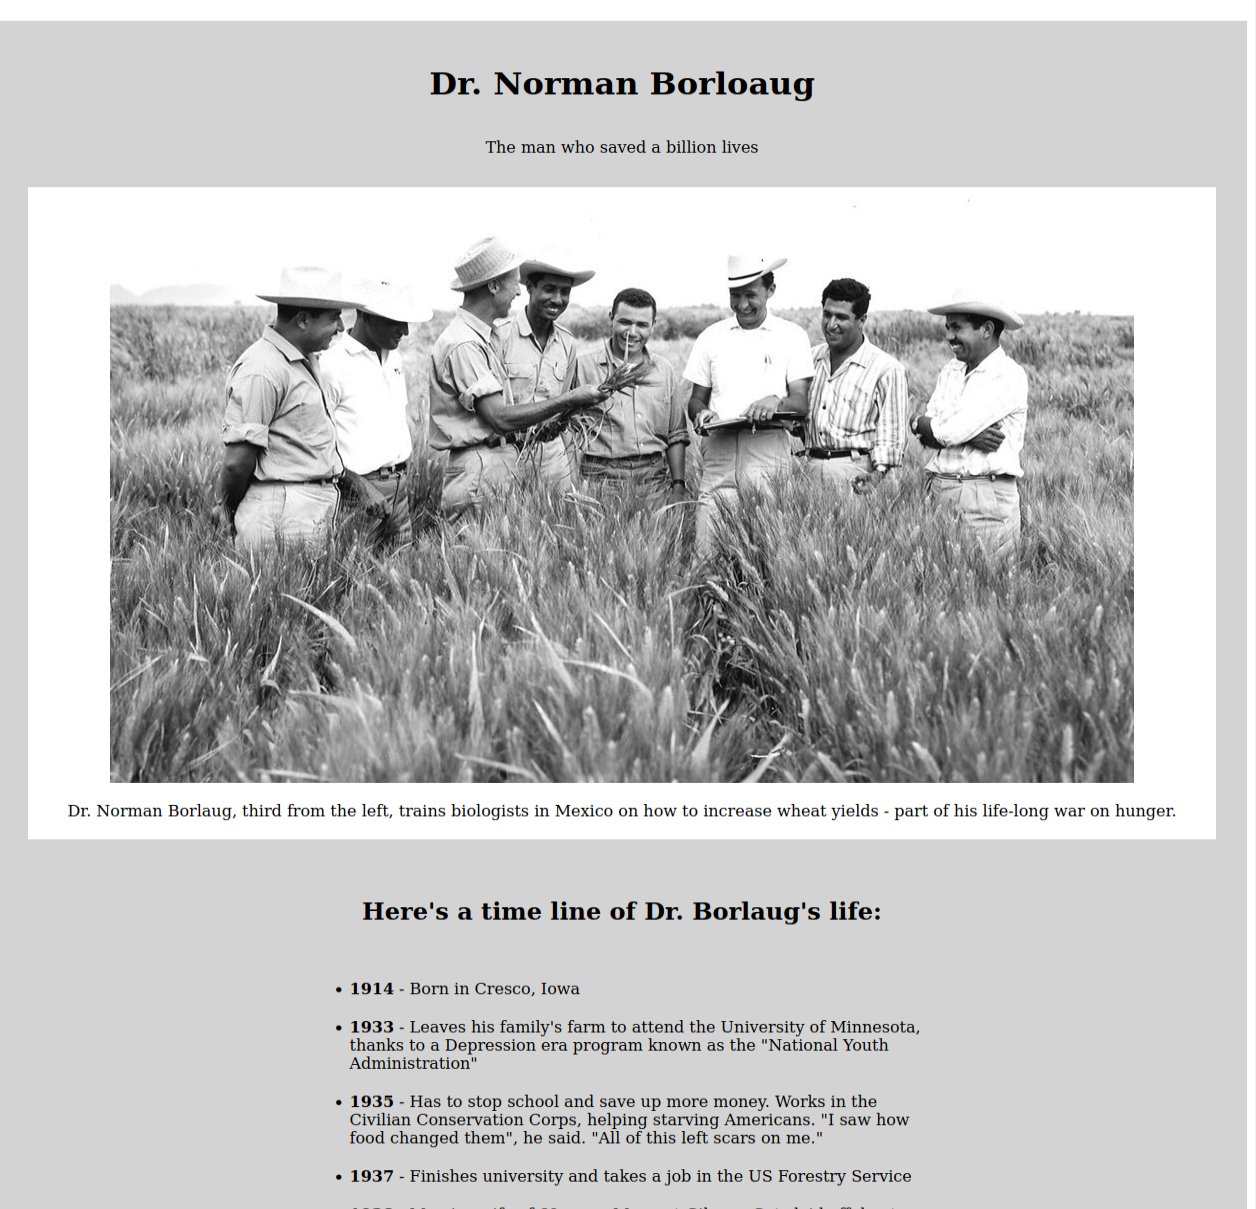 Dr. Norman Borloaug
The man who saved a billion lives
Dr. Norman Borlaug, third from the left, trains biologists in Mexico on how to increase wheat yields - part of his life-long war on hunger.
Here's a time line of Dr. Borlaug's life:
• 1914 - Born in Cresco, Iowa
• 1933 - Leaves his family's farm to attend the University of Minnesota,
thanks to a Depression era program known as the "National Youth
Administration"
• 1935 - Has to stop school and save up more money. Works in the
Civilian Conservation Corps, helping starving Americans. "I saw how
food changed them", he said. "All of this left scars on me."
• 1937 - Finishes university and takes a job in the US Forestry Service